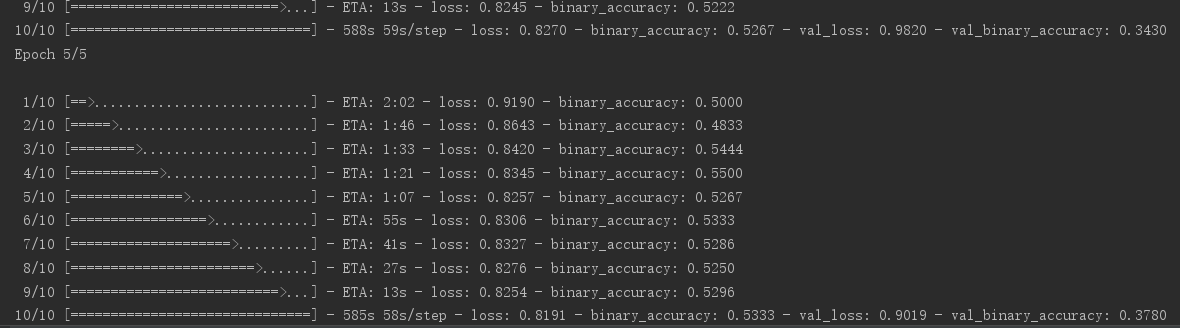 9/10 [==========================>...] - ETA: 13s - loss: 0.8245 - binary_accuracy: 0.5222
10/10 [==============================] - 588s 59s/step - loss: 0.8270 - binary_accuracy: 0.5267 - val_loss: 0.9820 - val_binary_accuracy: 0.3430
Epoch 5/5
1/10 [==>...........................] - ETA: 2:02 - loss: 0.9190 - binary_accuracy: 0.5000
2/10 [=====>........................] - ETA: 1:46 - loss: 0.8643 - binary_accuracy: 0.4833
3/10 [========>.....................] - ETA: 1:33 - loss: 0.8420 - binary_accuracy: 0.5444
4/10 [===========>..................] - ETA: 1:21 - loss: 0.8345 - binary_accuracy: 0.5500
5/10 [==============>...............] - ETA: 1:07 - loss: 0.8257 - binary_accuracy: 0.5267
6/10 [=================>............] - ETA: 55s - loss: 0.8306 - binary_accuracy: 0.5333
7/10 [====================>.........] - ETA: 41s - loss: 0.8327 - binary_accuracy: 0.5286
8/10 [=======================>......] - ETA: 27s - loss: 0.8276 - binary_accuracy: 0.5250
9/10 [==========================>...] - ETA: 13s - loss: 0.8254 - binary_accuracy: 0.5296
10/10 [==============================] - 585s 58s/step - loss: 0.8191 - binary_accuracy: 0.5333 - val_loss: 0.9019 - val_binary_accuracy: 0.3780